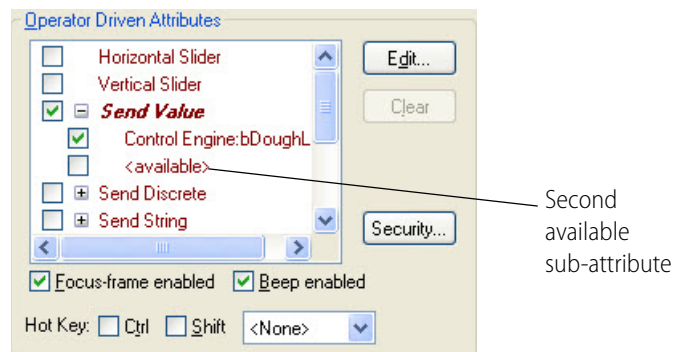 Operator Driven Attributes
Horizontal Slider
Vertical Slider
Send Value
Control Engine:bDoughL
<available>
Send Discrete
Send String
Edit...
Clear
Security...
Second
available
sub-attribute
Focus-frame enabled Beep enabled
Hot Key: Ctrl Shift <None>